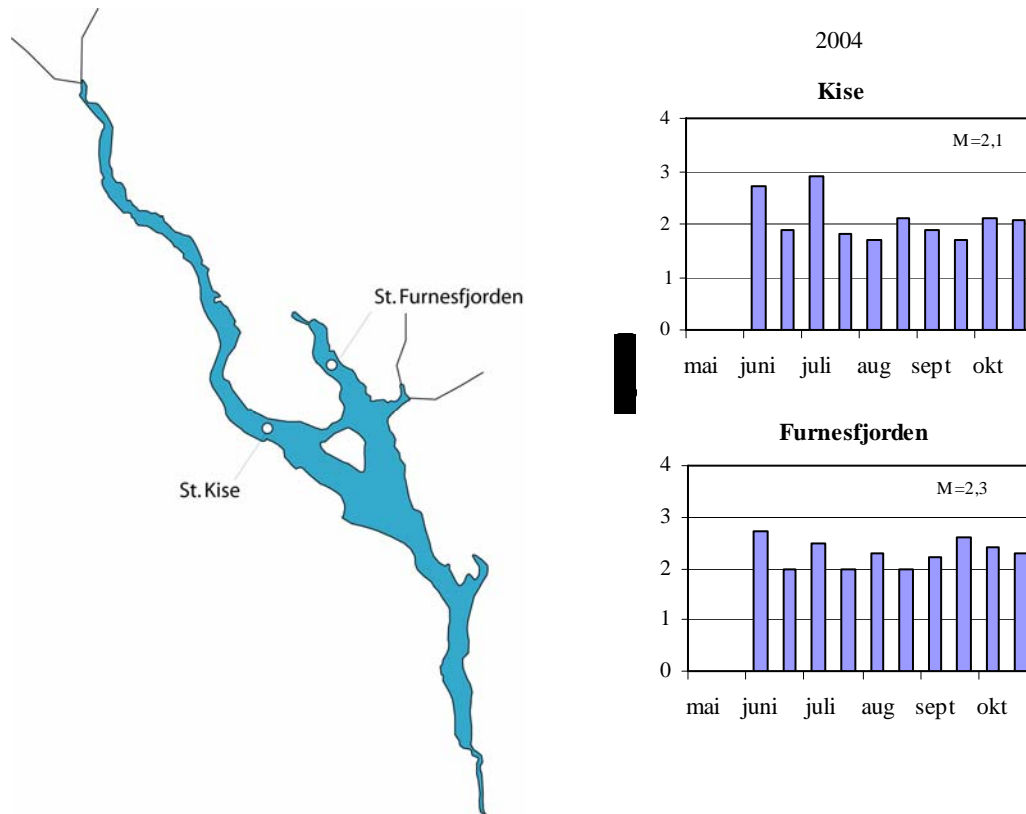 St. Furnesfjorden
St. Kise
2004
Kise
4
M=2,1
3
2
1
0
mai juni juli aug sept okt
Furnesfjorden
4
M=2,3
3
2
1
0
mai juni juli aug sept okt